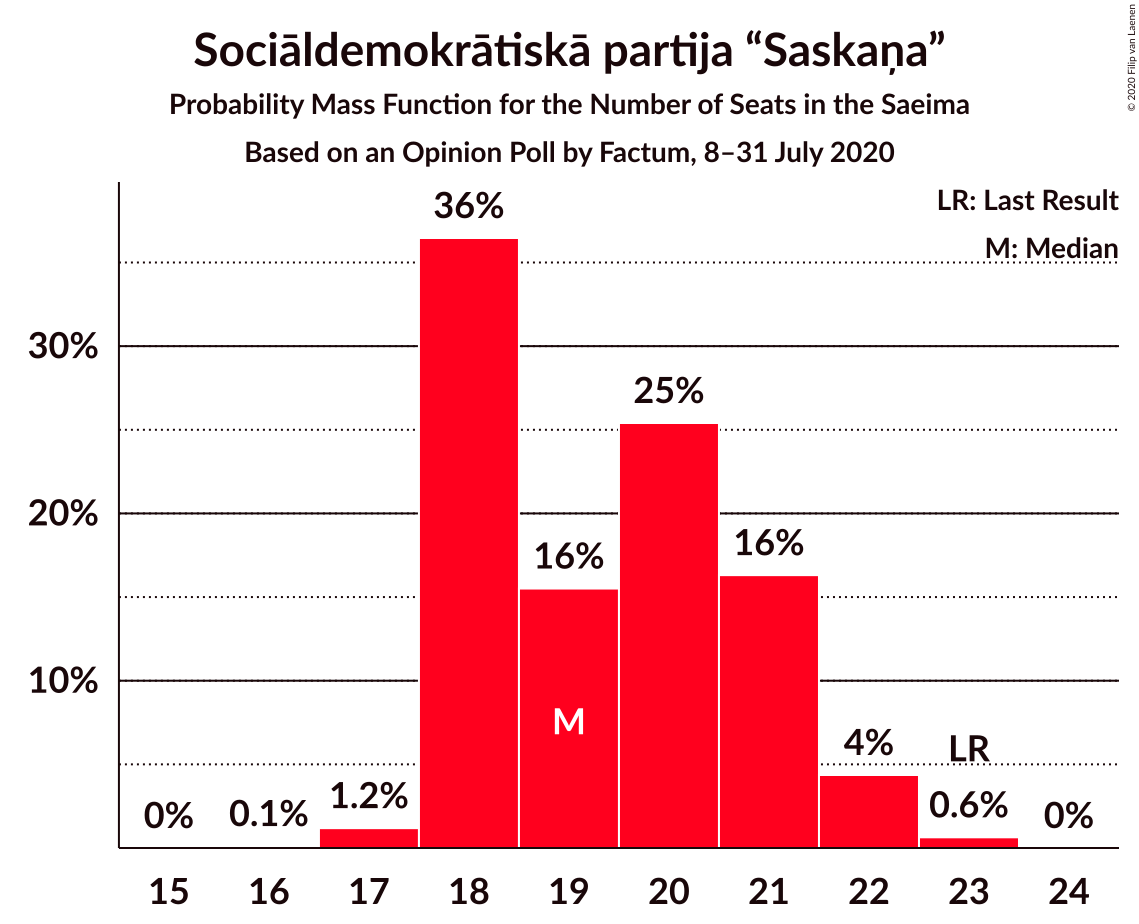 Sociāldemokrātiskā partija “Saskaņa”
Probability Mass Function for the Number of Seats in the Saeima
Based on an Opinion Poll by Factum, 8–31 July 2020
© 2020 Filip van Laenen
LR: Last Result
M: Median
30%
20%
10%
0%
0.1%
1.2%
36%
16%
25%
16%
4%
0.6%
0%
M
LR
15 16 17 18 19 20 21 22 23 24